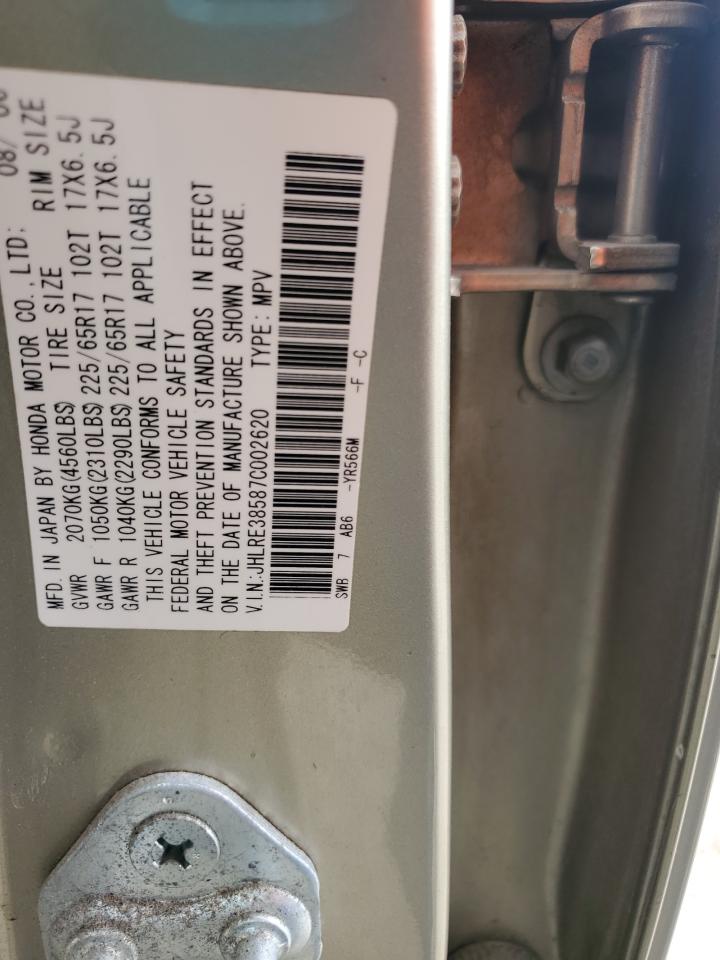 MFD. IN JAPAN BY HONDA MOTOR CO., LTD: 08/
GVWR 2070KG(4560LBS) TIRE SIZE RIM SIZE
GAWR F 1050KG(2310LBS) 225/65R17 102T 17X6.5J
GAWR R 1040KG(2290LBS) 225/65R17 102T 17X6.5J
THIS VEHICLE CONFORMS TO ALL APPLICABLE
FEDERAL MOTOR VEHICLE SAFETY
AND THEFT PREVENTION STANDARDS IN EFFECT
ON THE DATE OF MANUFACTURE SHOWN ABOVE.
V.I.N.:JHLRE38587C002620 TYPE: MPV
SWB 7 AB6 -YR566M -F -C